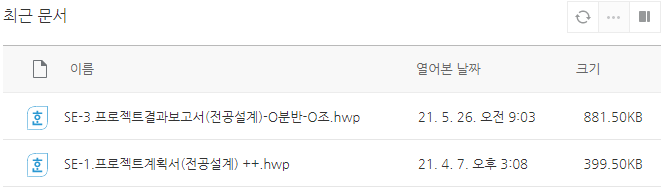 최근 문서
이름 열어본 날짜 크기
SE-3.프로젝트결과보고서(전공설계)-O분반-O조.hwp 21. 5. 26. 오전 9:03 881.50KB
SE-1.프로젝트계획서(전공설계) ++.hwp 21. 4. 7. 오후 3:08 399.50KB